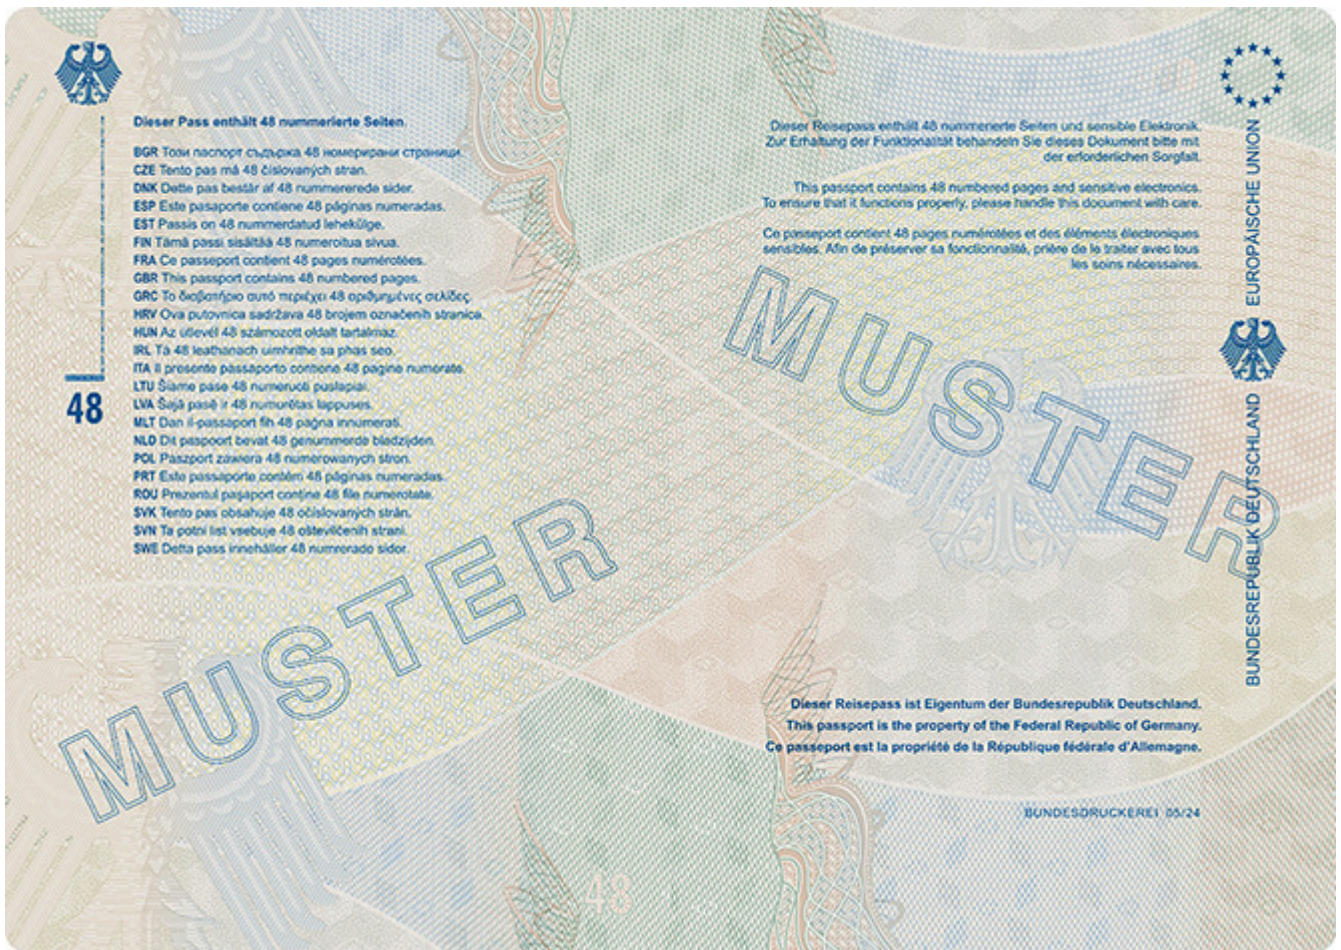 Dieser Pass enthält 48 nummerierte Seiten.
BGR Този паспорт съдържа 48 номерирани страници.
CZE Tento pas má 48 číslovaných stran.
DNK Dette pas består af 48 nummererede sider.
ESP Este pasaporte contiene 48 páginas numeradas.
EST Passis on 48 nummerdatud lehekülge.
FIN Tämä passi sisältää 48 numeroitua sivua.
FRA Ce passeport contient 48 pages numérotées.
GBR This passport contains 48 numbered pages.
GRC Το διαβατήριο αυτό περιέχει 48 αριθμημένες σελίδες.
HRV Ova putovnica sadržava 48 brojem označenih stranica.
HUN Az útlevél 48 számozott oldalt tartalmaz.
IRL Tá 48 leathanach uimhrithe sa phas seo.
ITA Il presente passaporto contiene 48 pagine numerate.
LTU Šiame pase 48 numeruoti puslapiai.
LVA Šajā pasē ir 48 numurētas lappuses.
MLT Dan il-passaport fih 48 paġna innumerati.
NLD Dit paspoort bevat 48 genummerde bladzijden.
POL Paszport zawiera 48 numerowanych stron.
PRT Este passaporte contém 48 páginas numeradas.
ROU Prezentul paşaport conţine 48 file numerotate.
SVK Tento pas obsahuje 48 očíslovaných strán.
SVN Ta potni list vsebuje 48 oštevilčenih strani.
SWE Detta pass innehåller 48 numrerade sidor.
48
MUSTER
48
Dieser Reisepass enthält 48 nummerierte Seiten und sensible Elektronik.
Zur Erhaltung der Funktionalität behandeln Sie dieses Dokument bitte mit
der erforderlichen Sorgfalt.
This passport contains 48 numbered pages and sensitive electronics.
To ensure that it functions properly, please handle this document with care.
Ce passeport contient 48 pages numérotées et des éléments électroniques
sensibles. Afin de préserver sa fonctionnalité, prière de le traiter avec tous
les soins nécessaires.
MUSTER
BUNDESREPUBLIK DEUTSCHLAND EUROPÄISCHE UNION
Dieser Reisepass ist Eigentum der Bundesrepublik Deutschland.
This passport is the property of the Federal Republic of Germany.
Ce passeport est la propriété de la République fédérale d'Allemagne.
BUNDESDRUCKEREI 05/24